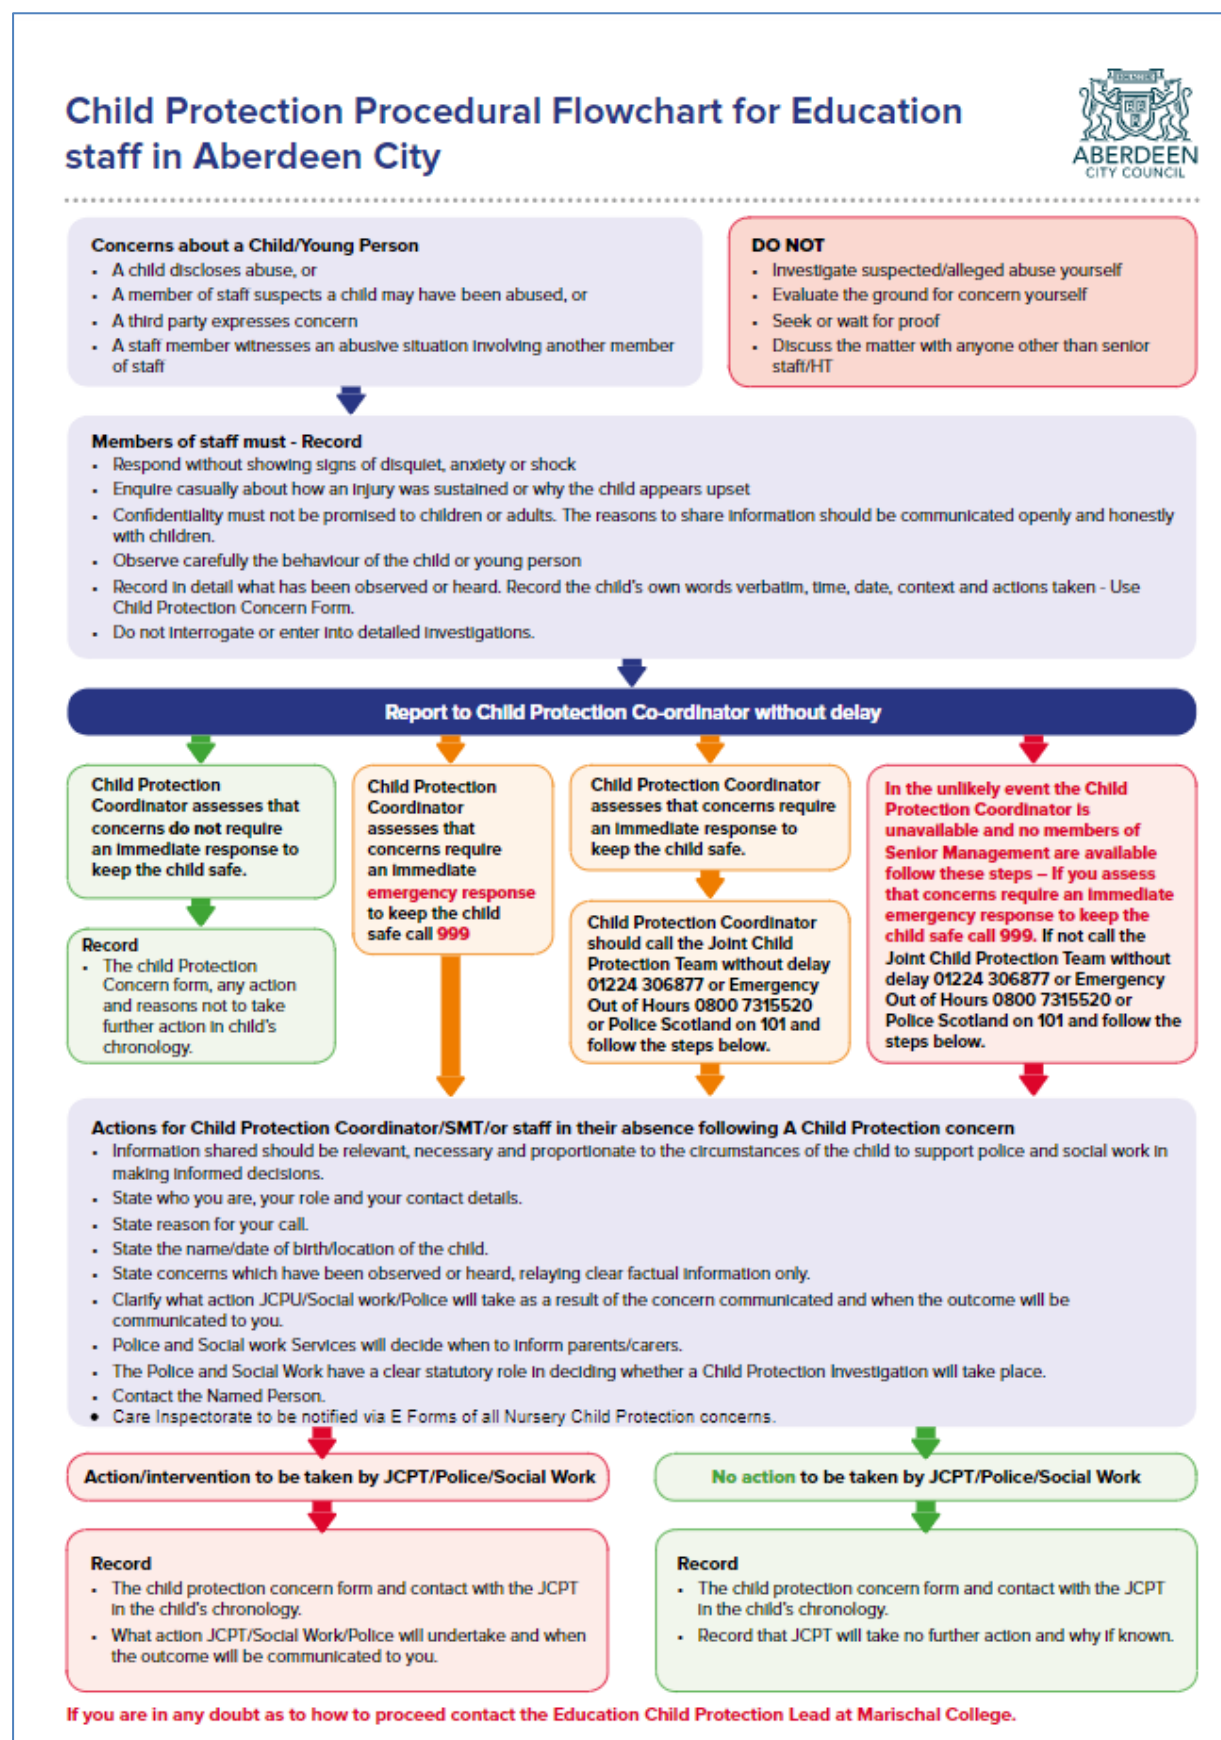 Child Protection Procedural Flowchart for Education
staff in Aberdeen City
ABERDEEN
CITY COUNCIL
Concerns about a Child/Young Person
• A child discloses abuse, or
• A member of staff suspects a child may have been abused, or
• A third party expresses concern
• A staff member witnesses an abusive situation involving another member
of staff
DO NOT
• Investigate suspected/alleged abuse yourself
• Evaluate the ground for concern yourself
• Seek or wait for proof
• Discuss the matter with anyone other than senior
staff/HT
Members of staff must - Record
• Respond without showing signs of disquiet, anxiety or shock
• Enquire casually about how an injury was sustained or why the child appears upset
• Confidentiality must not be promised to children or adults. The reasons to share information should be communicated openly and honestly
with children.
• Observe carefully the behaviour of the child or young person
• Record in detail what has been observed or heard. Record the child's own words verbatim, time, date, context and actions taken - Use
Child Protection Concern Form.
• Do not interrogate or enter into detailed investigations.
Report to Child Protection Co-ordinator without delay
Child Protection
Coordinator assesses that
concerns do not require
an immediate response to
keep the child safe.
Record
• The child Protection
Concern form, any action
and reasons not to take
further action in child's
chronology.
Child Protection
Coordinator
assesses that
concerns require
an immediate
emergency response
to keep the child
safe call 999
Child Protection Coordinator
assesses that concerns require
an immediate response to
keep the child safe.
Child Protection Coordinator
should call the Joint Child
Protection Team without delay
01224 306877 or Emergency
Out of Hours 0800 7315520
or Police Scotland on 101 and
follow the steps below.
In the unlikely event the Child
Protection Coordinator is
unavailable and no members of
Senior Management are available
follow these steps – If you assess
that concerns require an immediate
emergency response to keep the
child safe call 999. If not call the
Joint Child Protection Team without
delay 01224 306877 or Emergency
Out of Hours 0800 7315520 or
Police Scotland on 101 and follow the
steps below.
Actions for Child Protection Coordinator/SMT/or staff in their absence following A Child Protection concern
• Information shared should be relevant, necessary and proportionate to the circumstances of the child to support police and social work in
making informed decisions.
• State who you are, your role and your contact details.
• State reason for your call.
• State the name/date of birth/location of the child.
• State concerns which have been observed or heard, relaying clear factual information only.
• Clarify what action JCPU/Social work/Police will take as a result of the concern communicated and when the outcome will be
communicated to you.
• Police and Social work Services will decide when to inform parents/carers.
• The Police and Social Work have a clear statutory role in deciding whether a Child Protection Investigation will take place.
• Contact the Named Person.
• Care Inspectorate to be notified via E Forms of all Nursery Child Protection concerns.
Action/intervention to be taken by JCPT/Police/Social Work
No action to be taken by JCPT/Police/Social Work
Record
• The child protection concern form and contact with the JCPT
in the child's chronology.
• What action JCPT/Social Work/Police will undertake and when
the outcome will be communicated to you.
Record
• The child protection concern form and contact with the JCPT
in the child's chronology.
• Record that JCPT will take no further action and why if known.
If you are in any doubt as to how to proceed contact the Education Child Protection Lead at Marischal College.